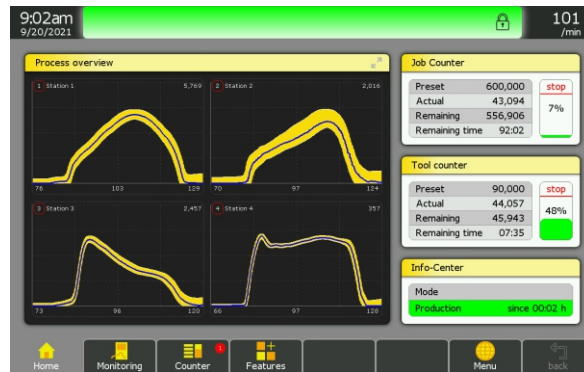 9:02am
9/20/2021
101
/min
Process overview
1 Station 1 5,769
76 103 129
2 Station 2 2,016
70 97 124
3 Station 3 2,457
73 96 120
4 Station 4 357
66 97 128
Job Counter
Preset 600,000
Actual 43,094
Remaining 556,906
Remaining time 92:02
stop
7%
Tool counter
Preset 90,000
Actual 44,057
Remaining 45,943
Remaining time 07:35
stop
48%
Info-Center
Mode
Production since 00:02 h
Home
Monitoring
Counter
1
Features
Menu
back